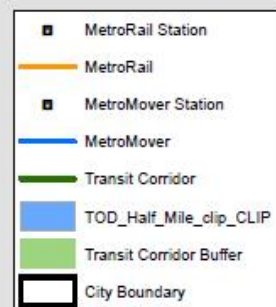 MetroRail Station
MetroRail
MetroMover Station
MetroMover
Transit Corridor
TOD_Half_Mile_clip_CLIP
Transit Corridor Buffer
City Boundary